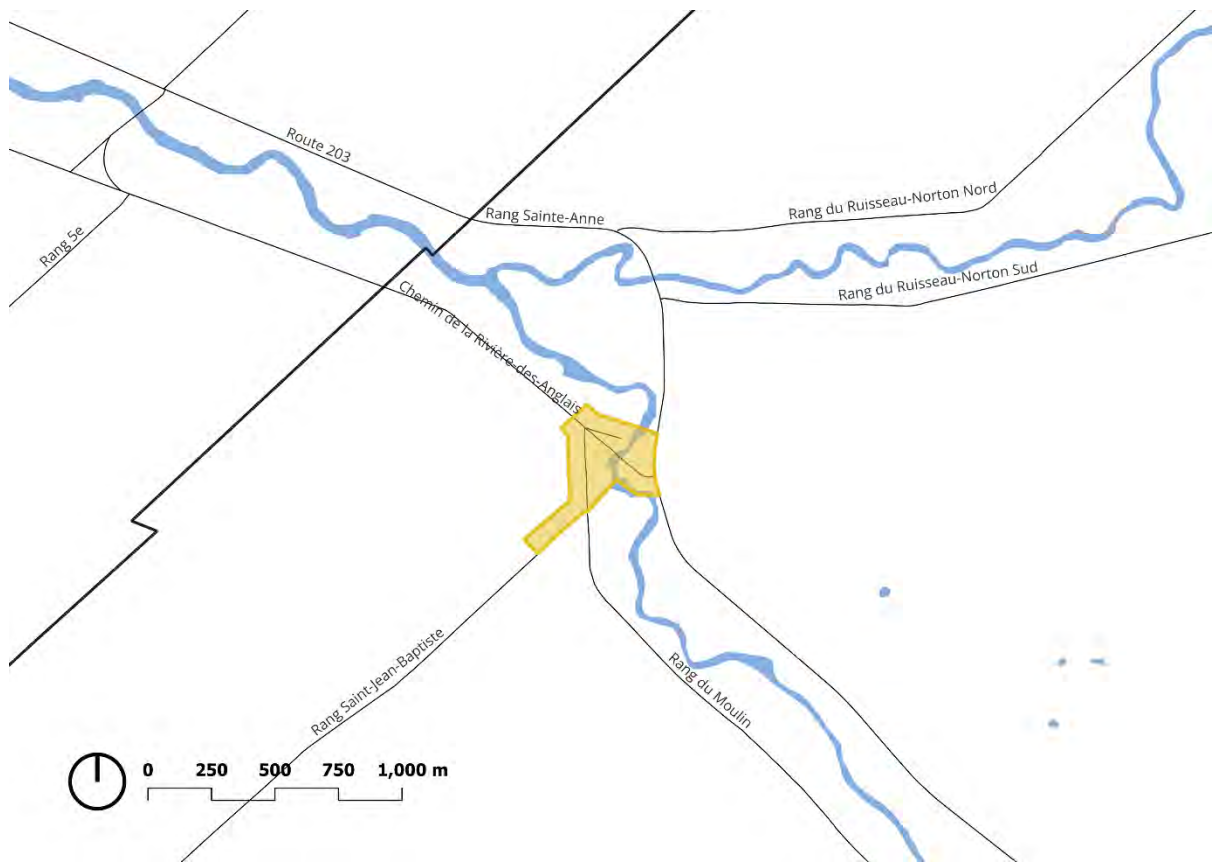 Route 203
Rang Sainte-Anne
Rang du Ruisseau-Norton Nord
Rang 5e
Rang du Ruisseau-Norton Sud
Chemin de la Rivière-des-Anglais
Rang Saint-Jean-Baptiste
Rang du Moulin
0 250 500 750 1,000 m